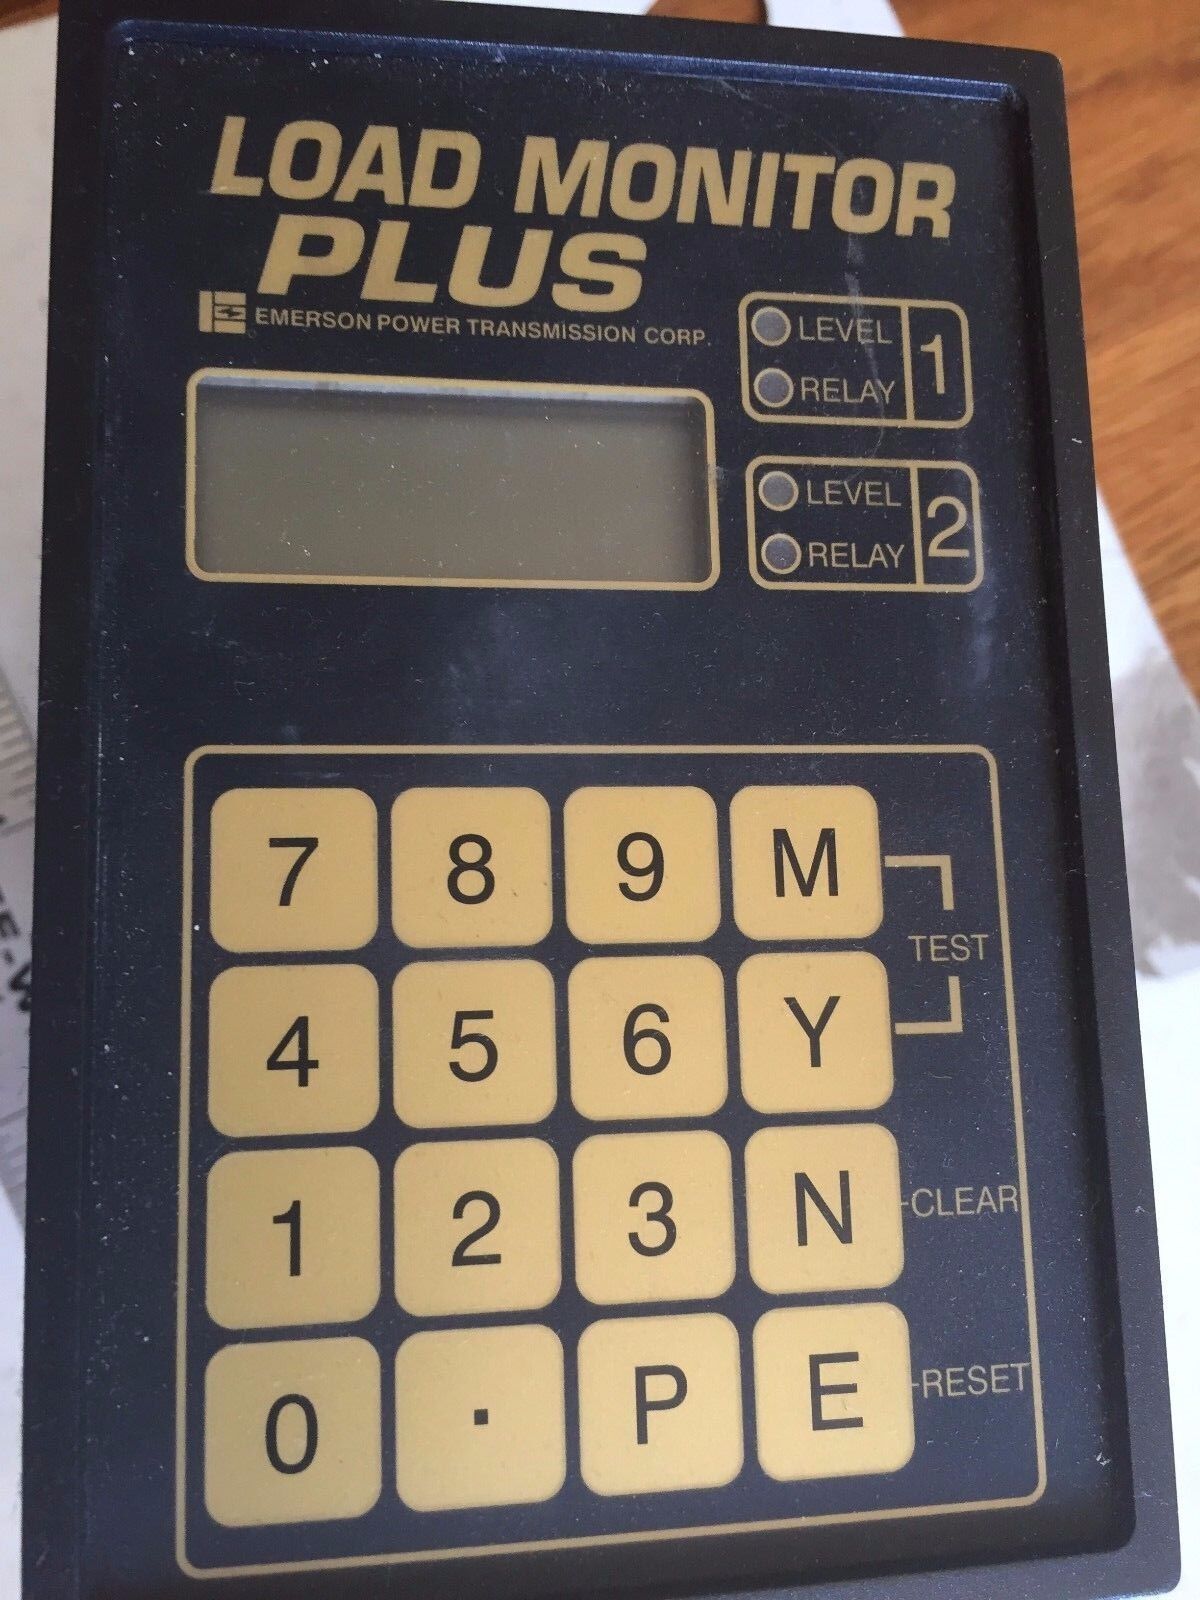 LOAD MONITOR
PLUS
EMERSON POWER TRANSMISSION CORP.
LEVEL
RELAY
1
LEVEL
RELAY
2
7 8 9 M
TEST
4 5 6 Y
1 2 3 N -CLEAR
0 . P E -RESET